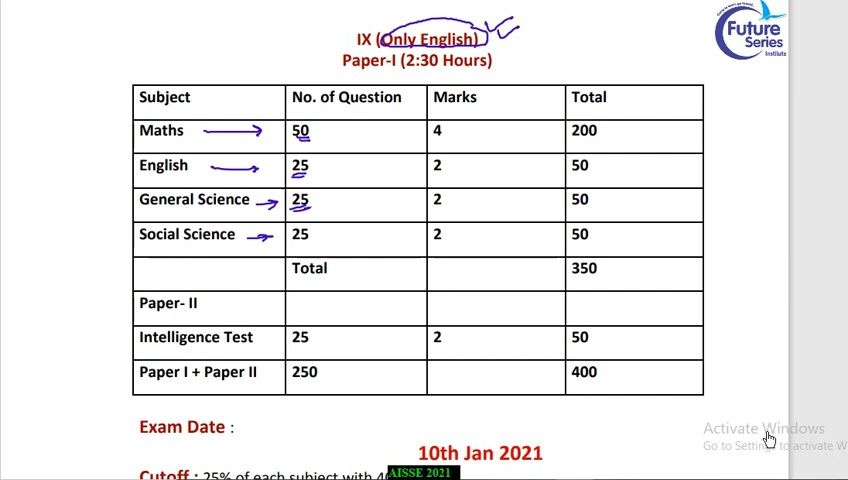 IX (Only English)
Paper-I (2:30 Hours)
Future
Series
Institute
Subject No. of Question Marks Total
Maths 50 4 200
English 25 2 50
General Science 25 2 50
Social Science 25 2 50
Total 350
Paper- II
Intelligence Test 25 2 50
Paper I + Paper II 250 400
Exam Date :
10th Jan 2021
Activate Windows
Go to Settings to activate W
Cutoff : 25% of each subject with
AISSE 2021